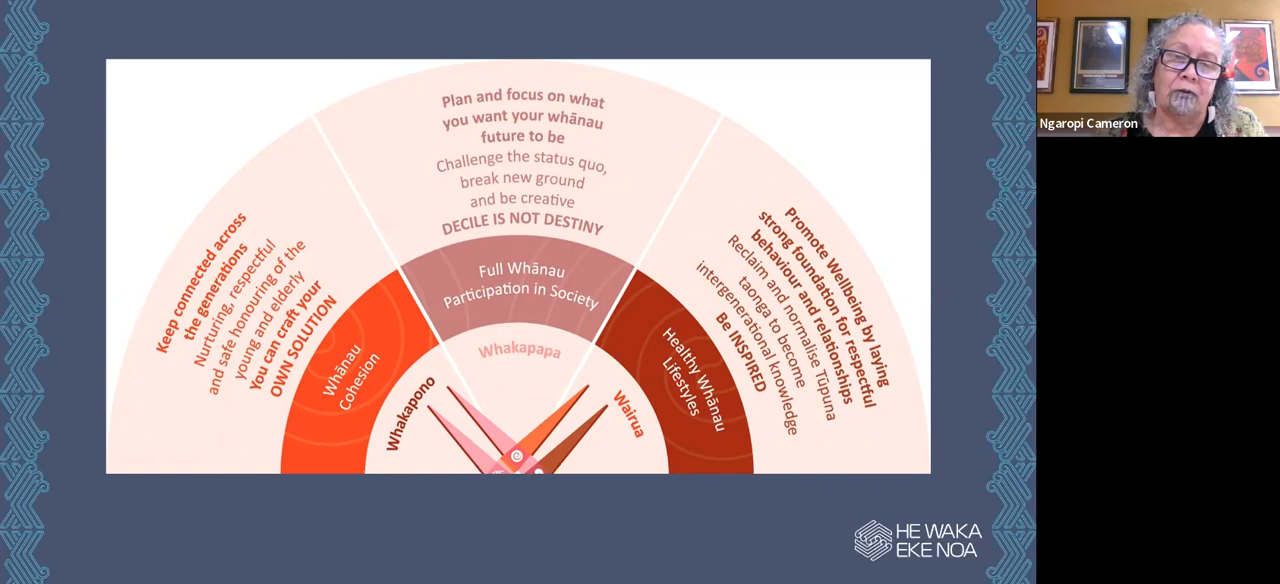 Keep connected across
the generations
Nurturing, respectful
and safe honouring of the
young and elderly
You can craft your
OWN SOLUTION
Whānau
Cohesion
Whakapono
Plan and focus on what
you want your whānau
future to be
Challenge the status quo,
break new ground
and be creative
DECILE IS NOT DESTINY
Full Whānau
Participation in Society
Whakapapa
Promote Wellbeing by laying
strong foundation for respectful
behaviour and relationships
Reclaim and normalise Tūpuna
taonga to become
intergenerational knowledge
Be INSPIRED
Healthy Whānau
Lifestyles
Wairua
HE WAKA
EKE NOA
Ngaropi Cameron